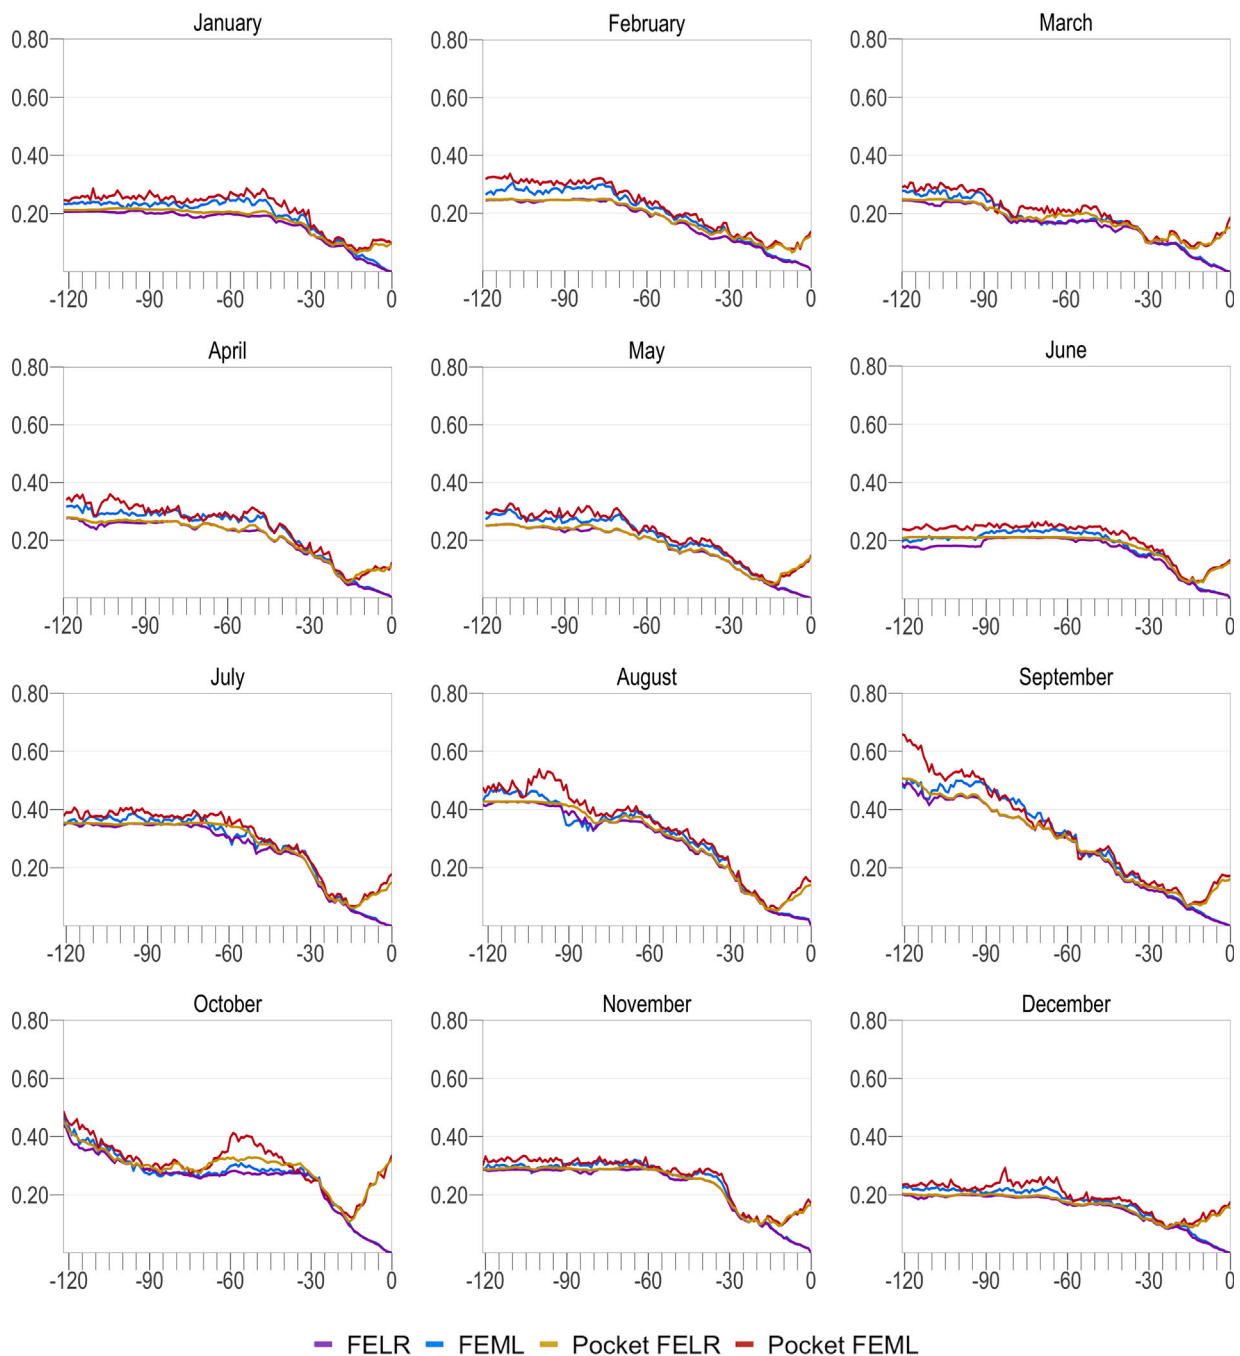 January February March
0.80 0.80 0.80
0.60 0.60 0.60
0.40 0.40 0.40
0.20 0.20 0.20
-120 -90 -60 -30 0 -120 -90 -60 -30 0 -120 -90 -60 -30 0
April May June
0.80 0.80 0.80
0.60 0.60 0.60
0.40 0.40 0.40
0.20 0.20 0.20
-120 -90 -60 -30 0 -120 -90 -60 -30 0 -120 -90 -60 -30 0
July August September
0.80 0.80 0.80
0.60 0.60 0.60
0.40 0.40 0.40
0.20 0.20 0.20
-120 -90 -60 -30 0 -120 -90 -60 -30 0 -120 -90 -60 -30 0
October November December
0.80 0.80 0.80
0.60 0.60 0.60
0.40 0.40 0.40
0.20 0.20 0.20
-120 -90 -60 -30 0 -120 -90 -60 -30 0 -120 -90 -60 -30 0
FELR FEML Pocket FELR Pocket FEML